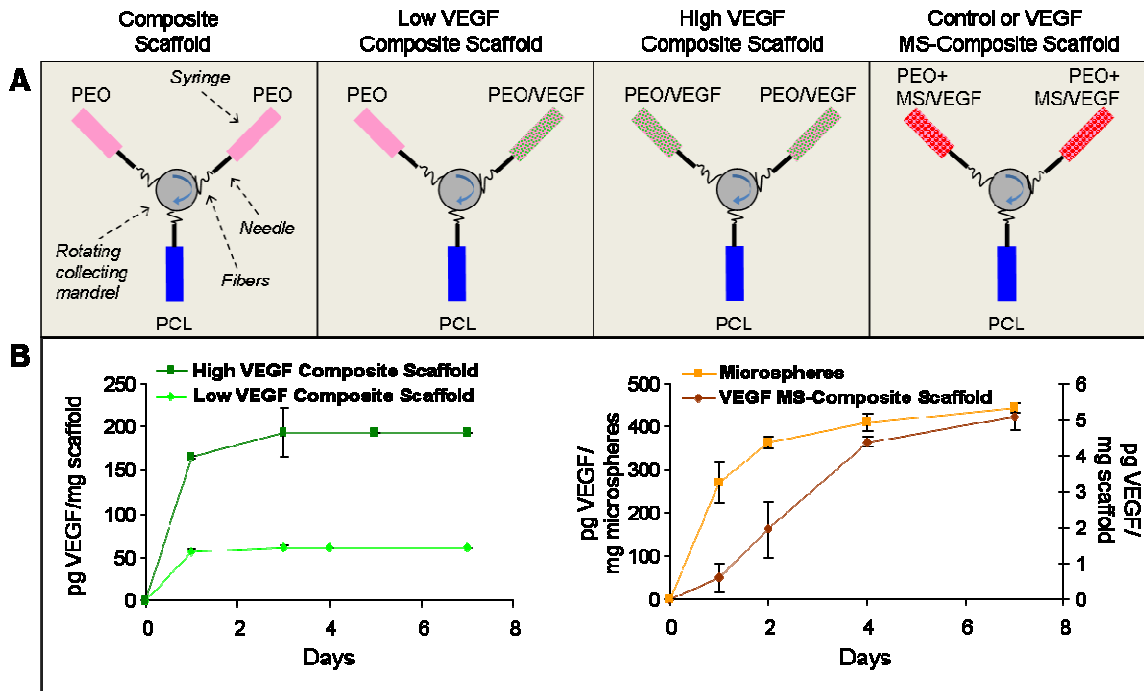 Composite
Scaffold
Low VEGF
Composite Scaffold
High VEGF
Composite Scaffold
Control or VEGF
MS-Composite Scaffold
A
Syringe
PEO
PEO
Needle
Rotating
collecting
mandrel
Fibers
PCL
PEO
PEO/VEGF
PCL
PEO/VEGF
PEO/VEGF
PCL
PEO+
MS/VEGF
PEO+
MS/VEGF
PCL
B
High VEGF Composite Scaffold
Low VEGF Composite Scaffold
pg VEGF/mg scaffold
250
200
150
100
50
0
0
2
4
6
8
Days
Microspheres
VEGF MS-Composite Scaffold
pg VEGF/
mg microspheres
500
400
300
200
100
0
0
2
4
6
8
Days
6
5
4
3
2
1
0
pg VEGF/
mg scaffold